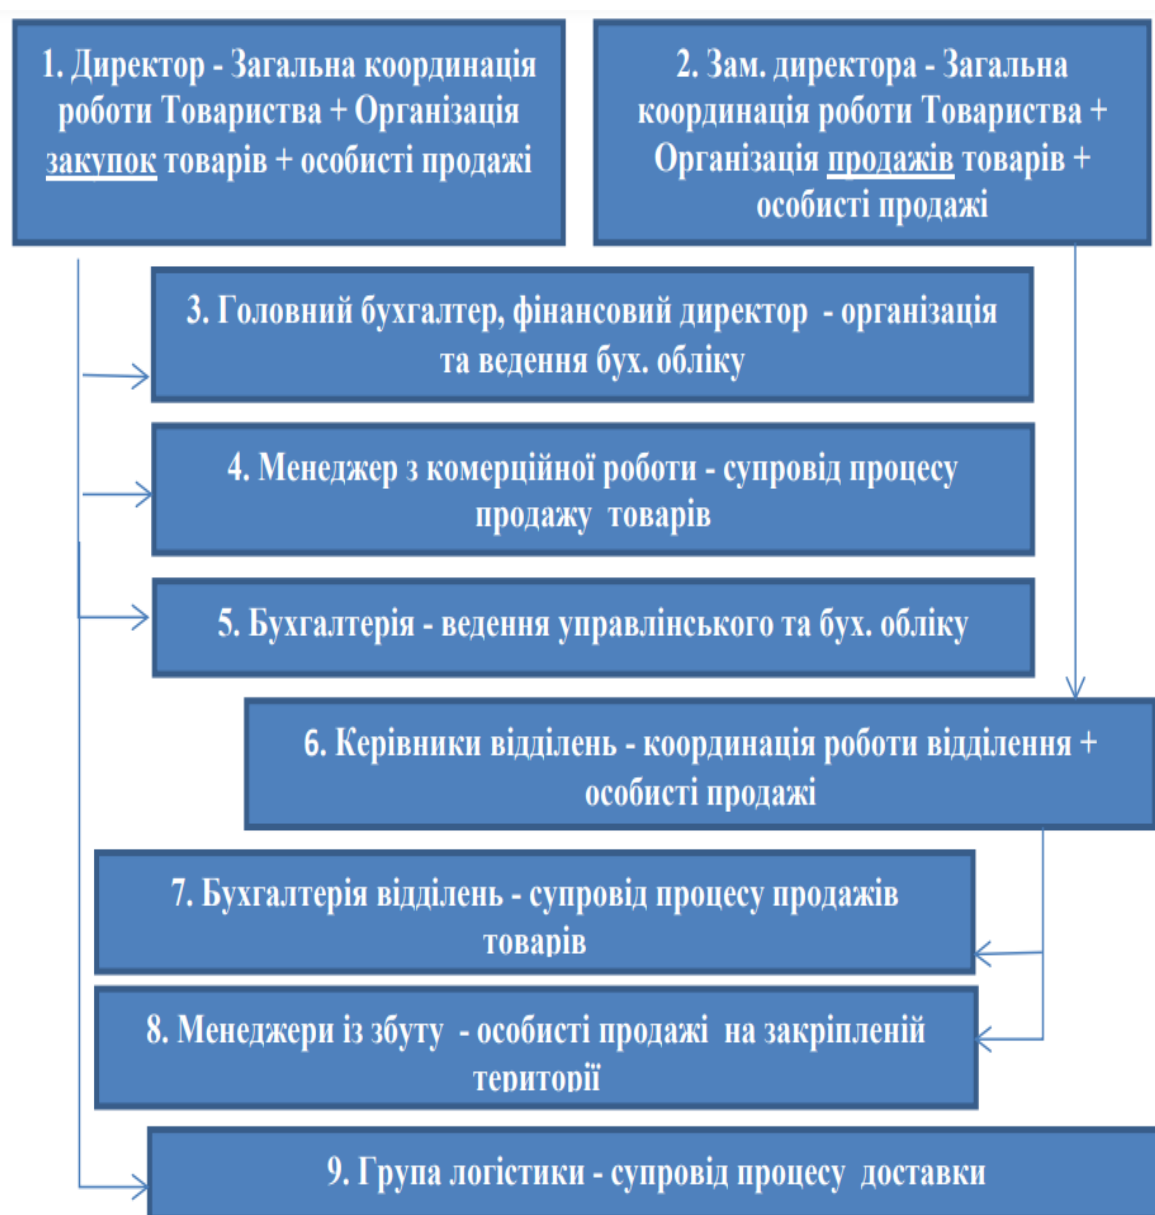 1. Директор - Загальна координація
роботи Товариства + Організація
закупок товарів + особисті продажі
2. Зам. директора - Загальна
координація роботи Товариства +
Організація продажів товарів +
особисті продажі
3. Головний бухгалтер, фінансовий директор - організація
та ведення бух. обліку
4. Менеджер з комерційної роботи - супровід процесу
продажу товарів
5. Бухгалтерія - ведення управлінського та бух. обліку
6. Керівники відділень - координація роботи відділення +
особисті продажі
7. Бухгалтерія відділень - супровід процесу продажів
товарів
8. Менеджери із збуту - особисті продажі на закріпленій
території
9. Група логістики - супровід процесу доставки